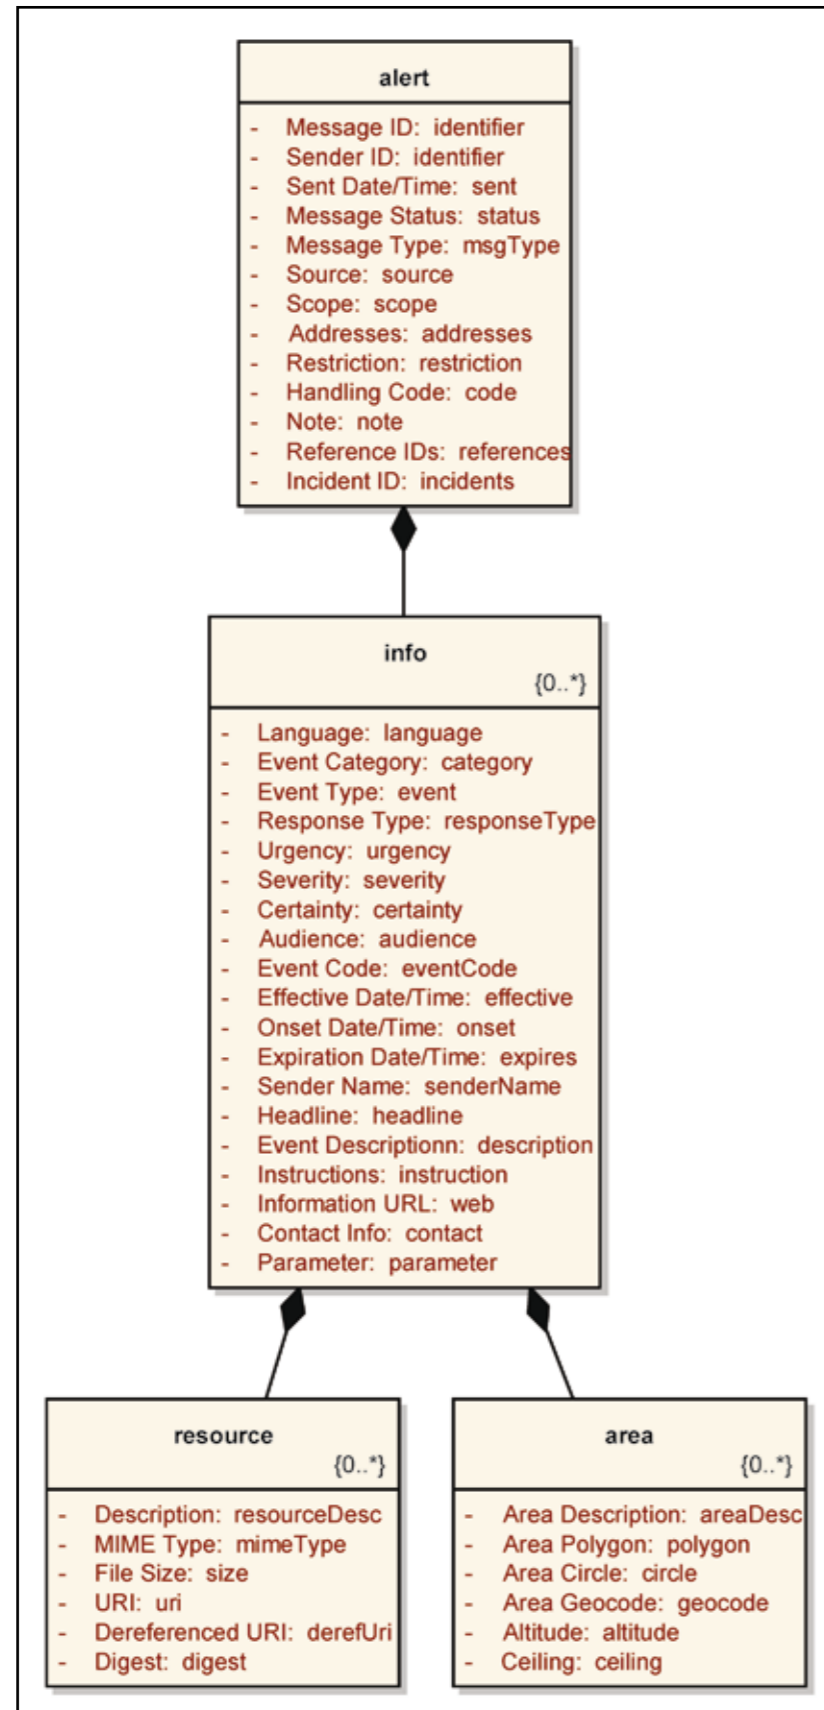 alert
- Message ID: identifier
- Sender ID: identifier
- Sent Date/Time: sent
- Message Status: status
- Message Type: msgType
- Source: source
- Scope: scope
- Addresses: addresses
- Restriction: restriction
- Handling Code: code
- Note: note
- Reference IDs: references
- Incident ID: incidents
info
{0..*}
- Language: language
- Event Category: category
- Event Type: event
- Response Type: responseType
- Urgency: urgency
- Severity: severity
- Certainty: certainty
- Audience: audience
- Event Code: eventCode
- Effective Date/Time: effective
- Onset Date/Time: onset
- Expiration Date/Time: expires
- Sender Name: senderName
- Headline: headline
- Event Descriptionn: description
- Instructions: instruction
- Information URL: web
- Contact Info: contact
- Parameter: parameter
resource
{0..*}
- Description: resourceDesc
- MIME Type: mimeType
- File Size: size
- URI: uri
- Dereferenced URI: derefUri
- Digest: digest
area
{0..*}
- Area Description: areaDesc
- Area Polygon: polygon
- Area Circle: circle
- Area Geocode: geocode
- Altitude: altitude
- Ceiling: ceiling